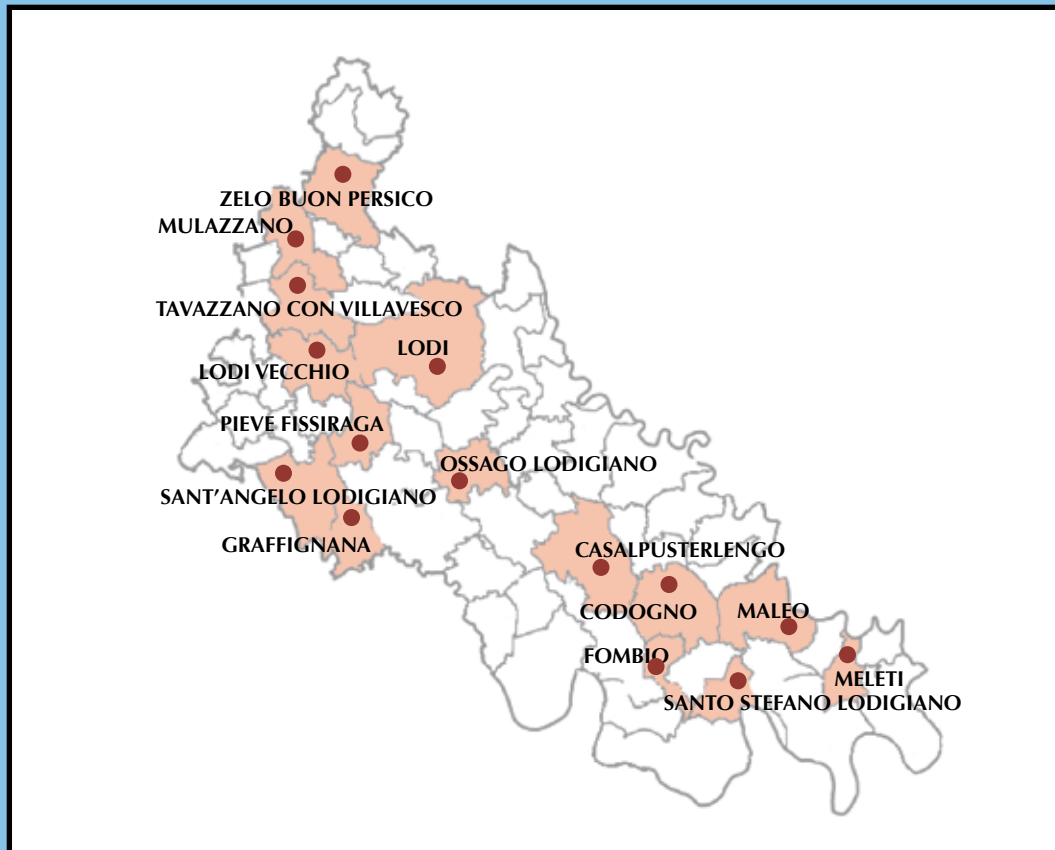 ZELO BUON PERSICO
MULAZZANO
TAVAZZANO CON VILLAVESCO
LODI
LODI VECCHIO
PIEVE FISSIRAGA
OSSAGO LODIGIANO
SANT'ANGELO LODIGIANO
GRAFFIGNANA
CASALPUSTERLENGO
CODOGNO
MALEO
FOMBIO
MELETI
SANTO STEFANO LODIGIANO